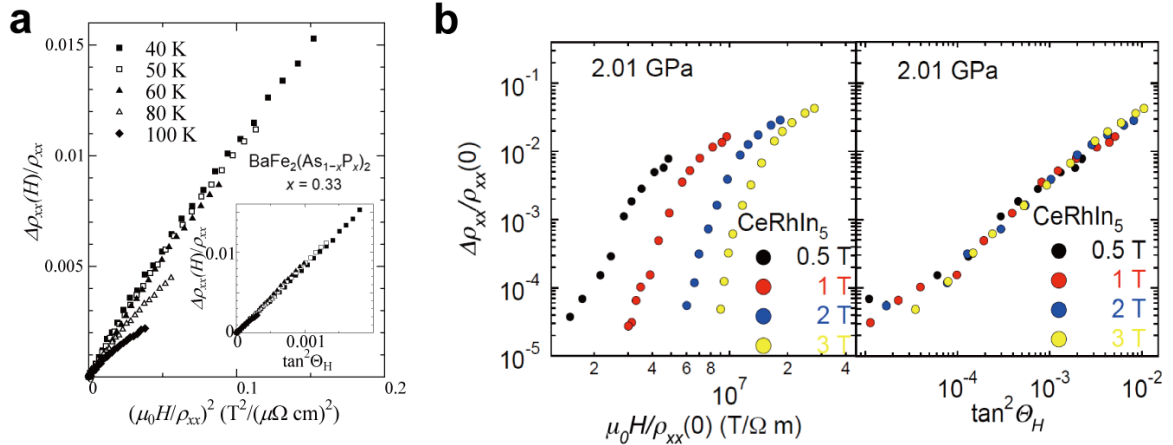 a
0.015
40 K
50 K
60 K
80 K
100 K
0.01
0.005
0
Δρxx(H)/ρxx
BaFe2(As1−xPx)2
x = 0.33
0.01
0
Δρxx(H)/ρxx
0.001
tan²ΘH
0
0.1
0.2
(μ0H/ρxx)² (T²/(μΩ cm)²)
b
2.01 GPa
10⁻¹
10⁻²
10⁻³
10⁻⁴
10⁻⁵
Δρxx/ρxx(0)
CeRhIn5
0.5 T
1 T
2 T
3 T
2 4 6 8 10⁷ 2 4
μ0H/ρxx(0) (T/Ω m)
2.01 GPa
CeRhIn5
0.5 T
1 T
2 T
3 T
10⁻⁴ 10⁻³ 10⁻²
tan²ΘH